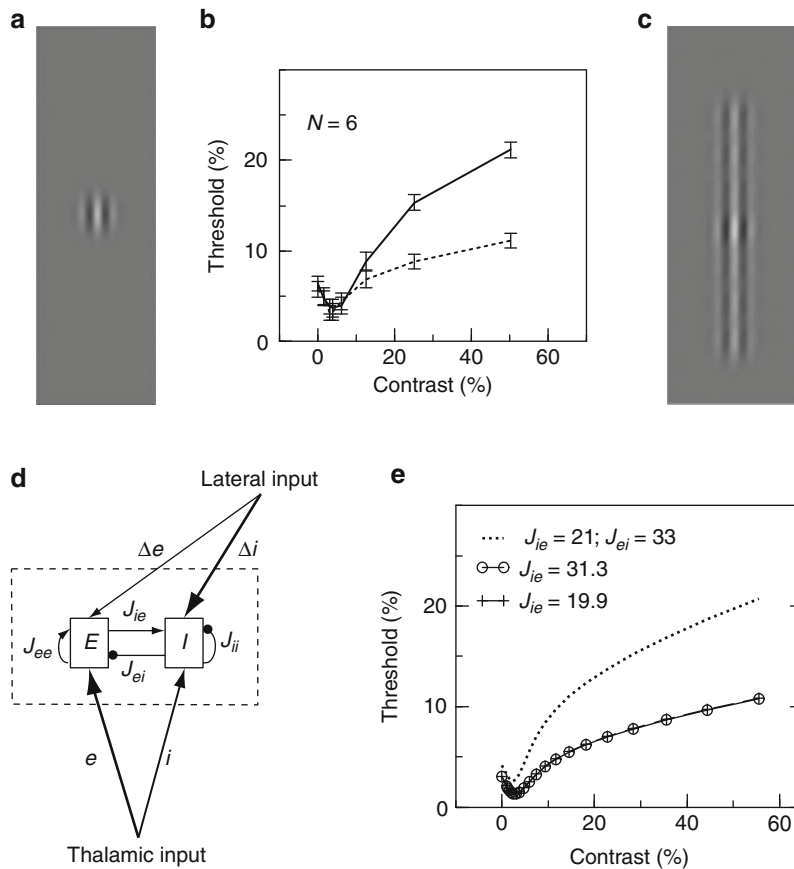 a
b
c
N = 6
Threshold (%)
20
10
0
0 20 40 60
Contrast (%)
d
Lateral input
Δe
Δi
J_ie
J_ee
E
I
J_ii
J_ei
e
i
Thalamic input
e
J_ie = 21; J_ei = 33
J_ie = 31.3
J_ie = 19.9
Threshold (%)
20
10
0
0 20 40 60
Contrast (%)